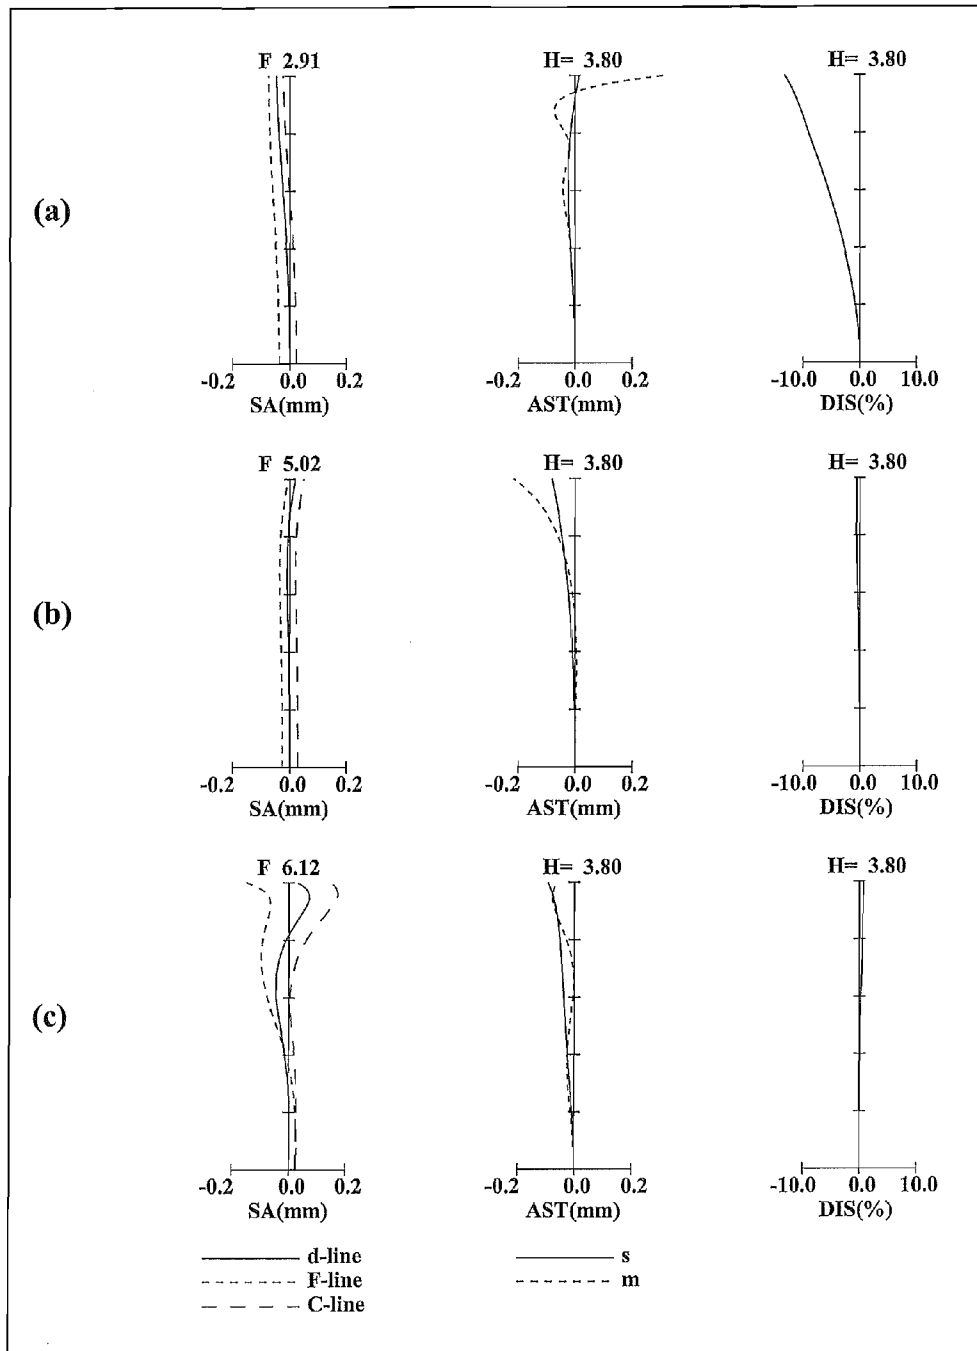 F 2.91 H= 3.80 H= 3.80
(a)
-0.2 0.0 0.2 -0.2 0.0 0.2 -10.0 0.0 10.0
SA(mm) AST(mm) DIS(%)
F 5.02 H= 3.80 H= 3.80
(b)
-0.2 0.0 0.2 -0.2 0.0 0.2 -10.0 0.0 10.0
SA(mm) AST(mm) DIS(%)
F 6.12 H= 3.80 H= 3.80
(c)
-0.2 0.0 0.2 -0.2 0.0 0.2 -10.0 0.0 10.0
SA(mm) AST(mm) DIS(%)
d-line s
F-line m
C-line